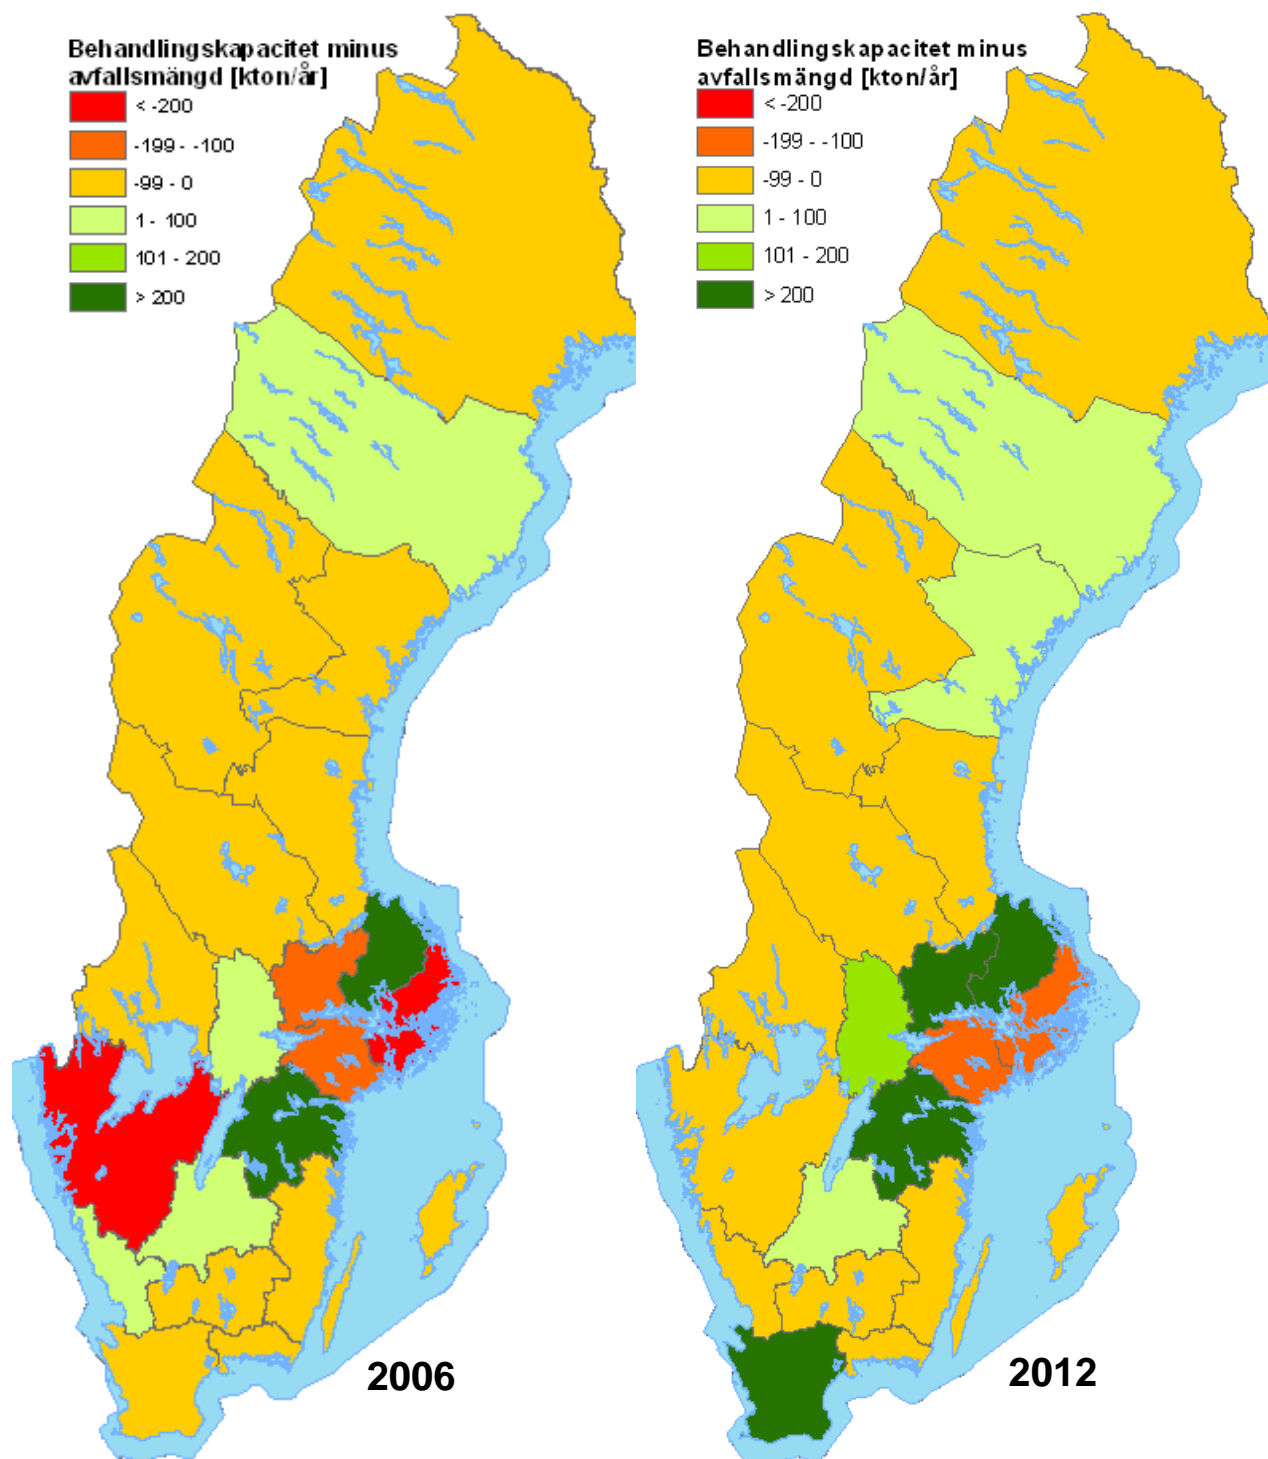 Behandlingskapacitet minus
avfallsmängd [kton/år]
< -200
-199 - -100
-99 - 0
1 - 100
101 - 200
> 200
2006
Behandlingskapacitet minus
avfallsmängd [kton/år]
< -200
-199 - -100
-99 - 0
1 - 100
101 - 200
> 200
2012